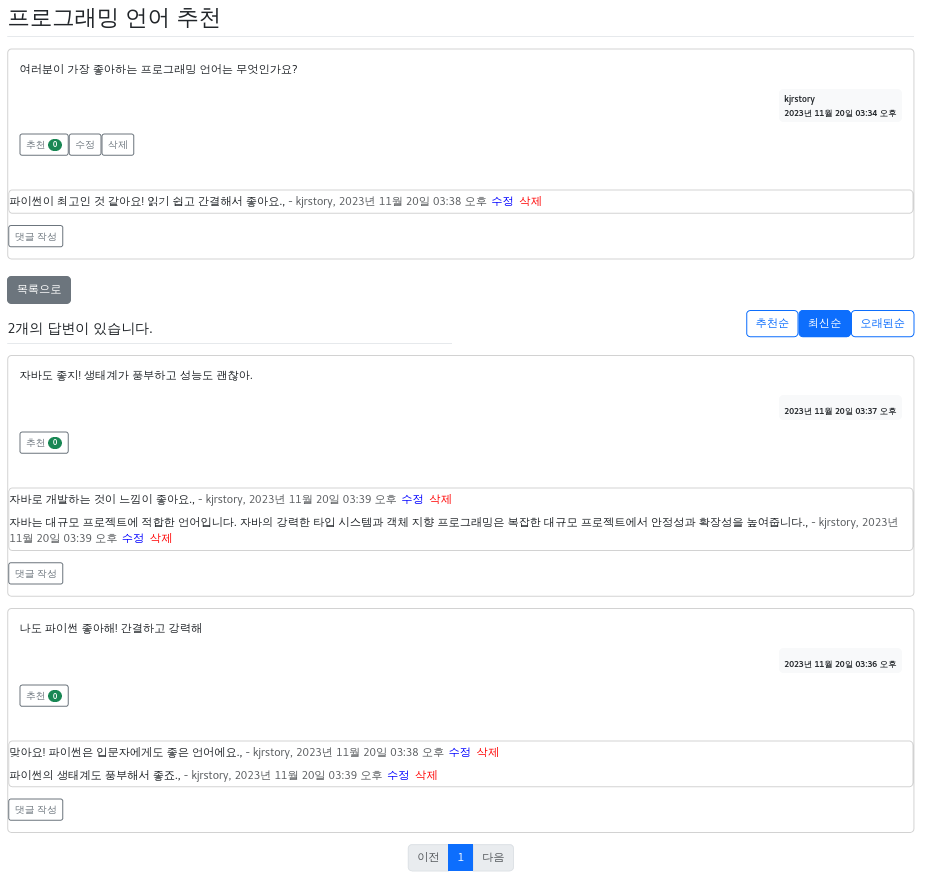 프로그래밍 언어 추천
여러분이 가장 좋아하는 프로그래밍 언어는 무엇인가요?
kjrstory
2023년 11월 20일 03:34 오후
추천 0 수정 삭제
파이썬이 최고인 것 같아요! 읽기 쉽고 간결해서 좋아요., - kjrstory, 2023년 11월 20일 03:38 오후 수정 삭제
댓글 작성
목록으로
2개의 답변이 있습니다.
추천순 최신순 오래된순
자바도 좋지! 생태계가 풍부하고 성능도 괜찮아.
2023년 11월 20일 03:37 오후
추천 0
자바로 개발하는 것이 느낌이 좋아요., - kjrstory, 2023년 11월 20일 03:39 오후 수정 삭제
자바는 대규모 프로젝트에 적합한 언어입니다. 자바의 강력한 타입 시스템과 객체 지향 프로그래밍은 복잡한 대규모 프로젝트에서 안정성과 확장성을 높여줍니다., - kjrstory, 2023년
11월 20일 03:39 오후 수정 삭제
댓글 작성
나도 파이썬 좋아해! 간결하고 강력해
2023년 11월 20일 03:36 오후
추천 0
맞아요! 파이썬은 입문자에게도 좋은 언어에요., - kjrstory, 2023년 11월 20일 03:38 오후 수정 삭제
파이썬의 생태계도 풍부해서 좋죠., - kjrstory, 2023년 11월 20일 03:39 오후 수정 삭제
댓글 작성
이전 1 다음